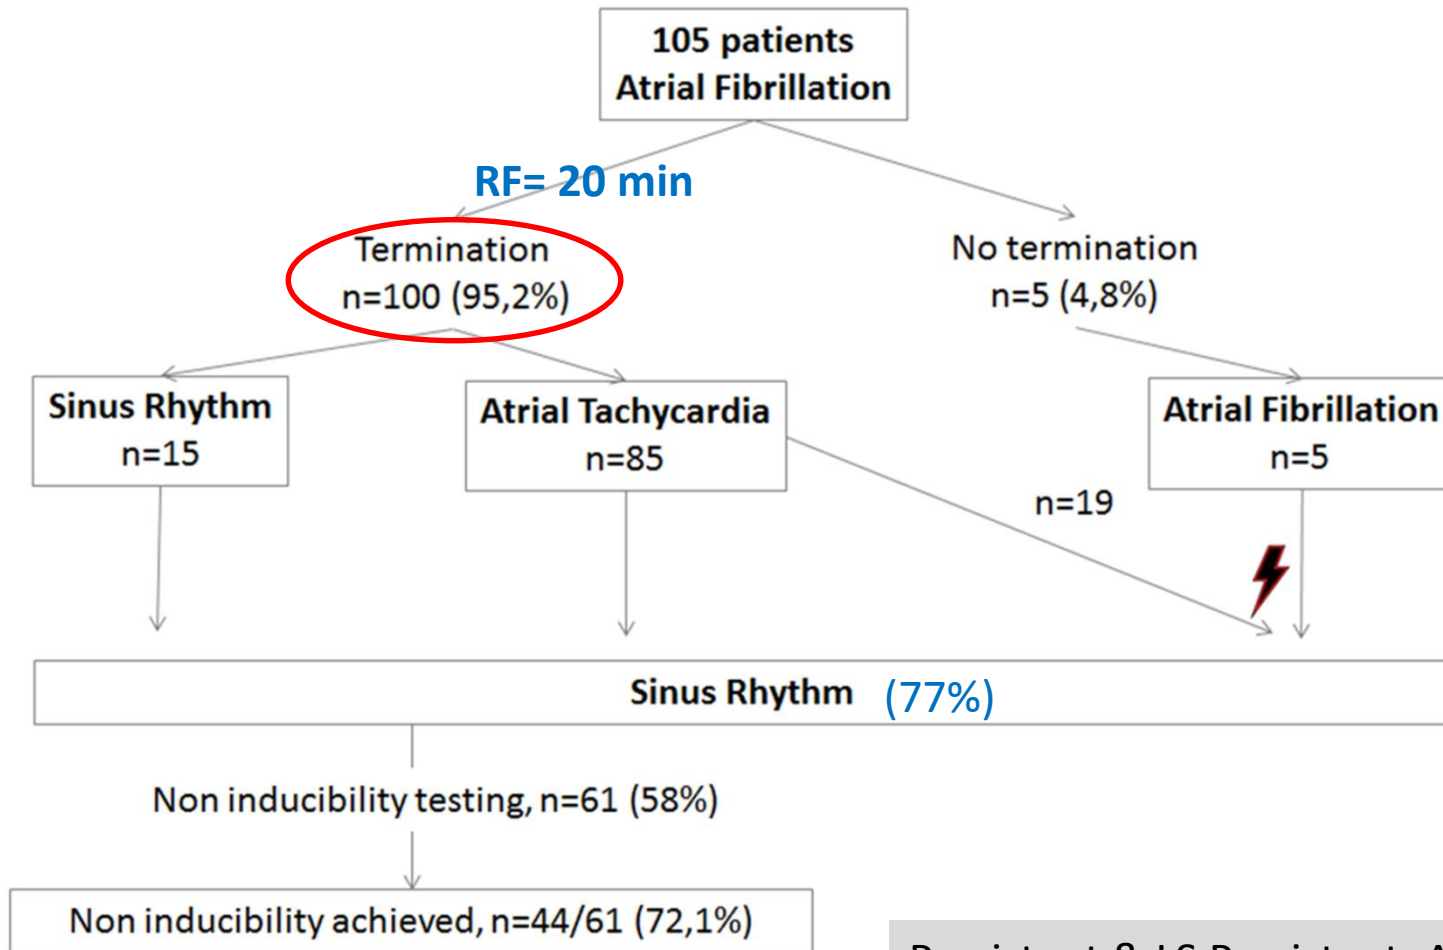 105 patients
Atrial Fibrillation
RF= 20 min
Termination
n=100 (95,2%)
No termination
n=5 (4,8%)
Sinus Rhythm
n=15
Atrial Tachycardia
n=85
Atrial Fibrillation
n=5
n=19
Sinus Rhythm (77%)
Non inducibility testing, n=61 (58%)
Non inducibility achieved, n=44/61 (72,1%)